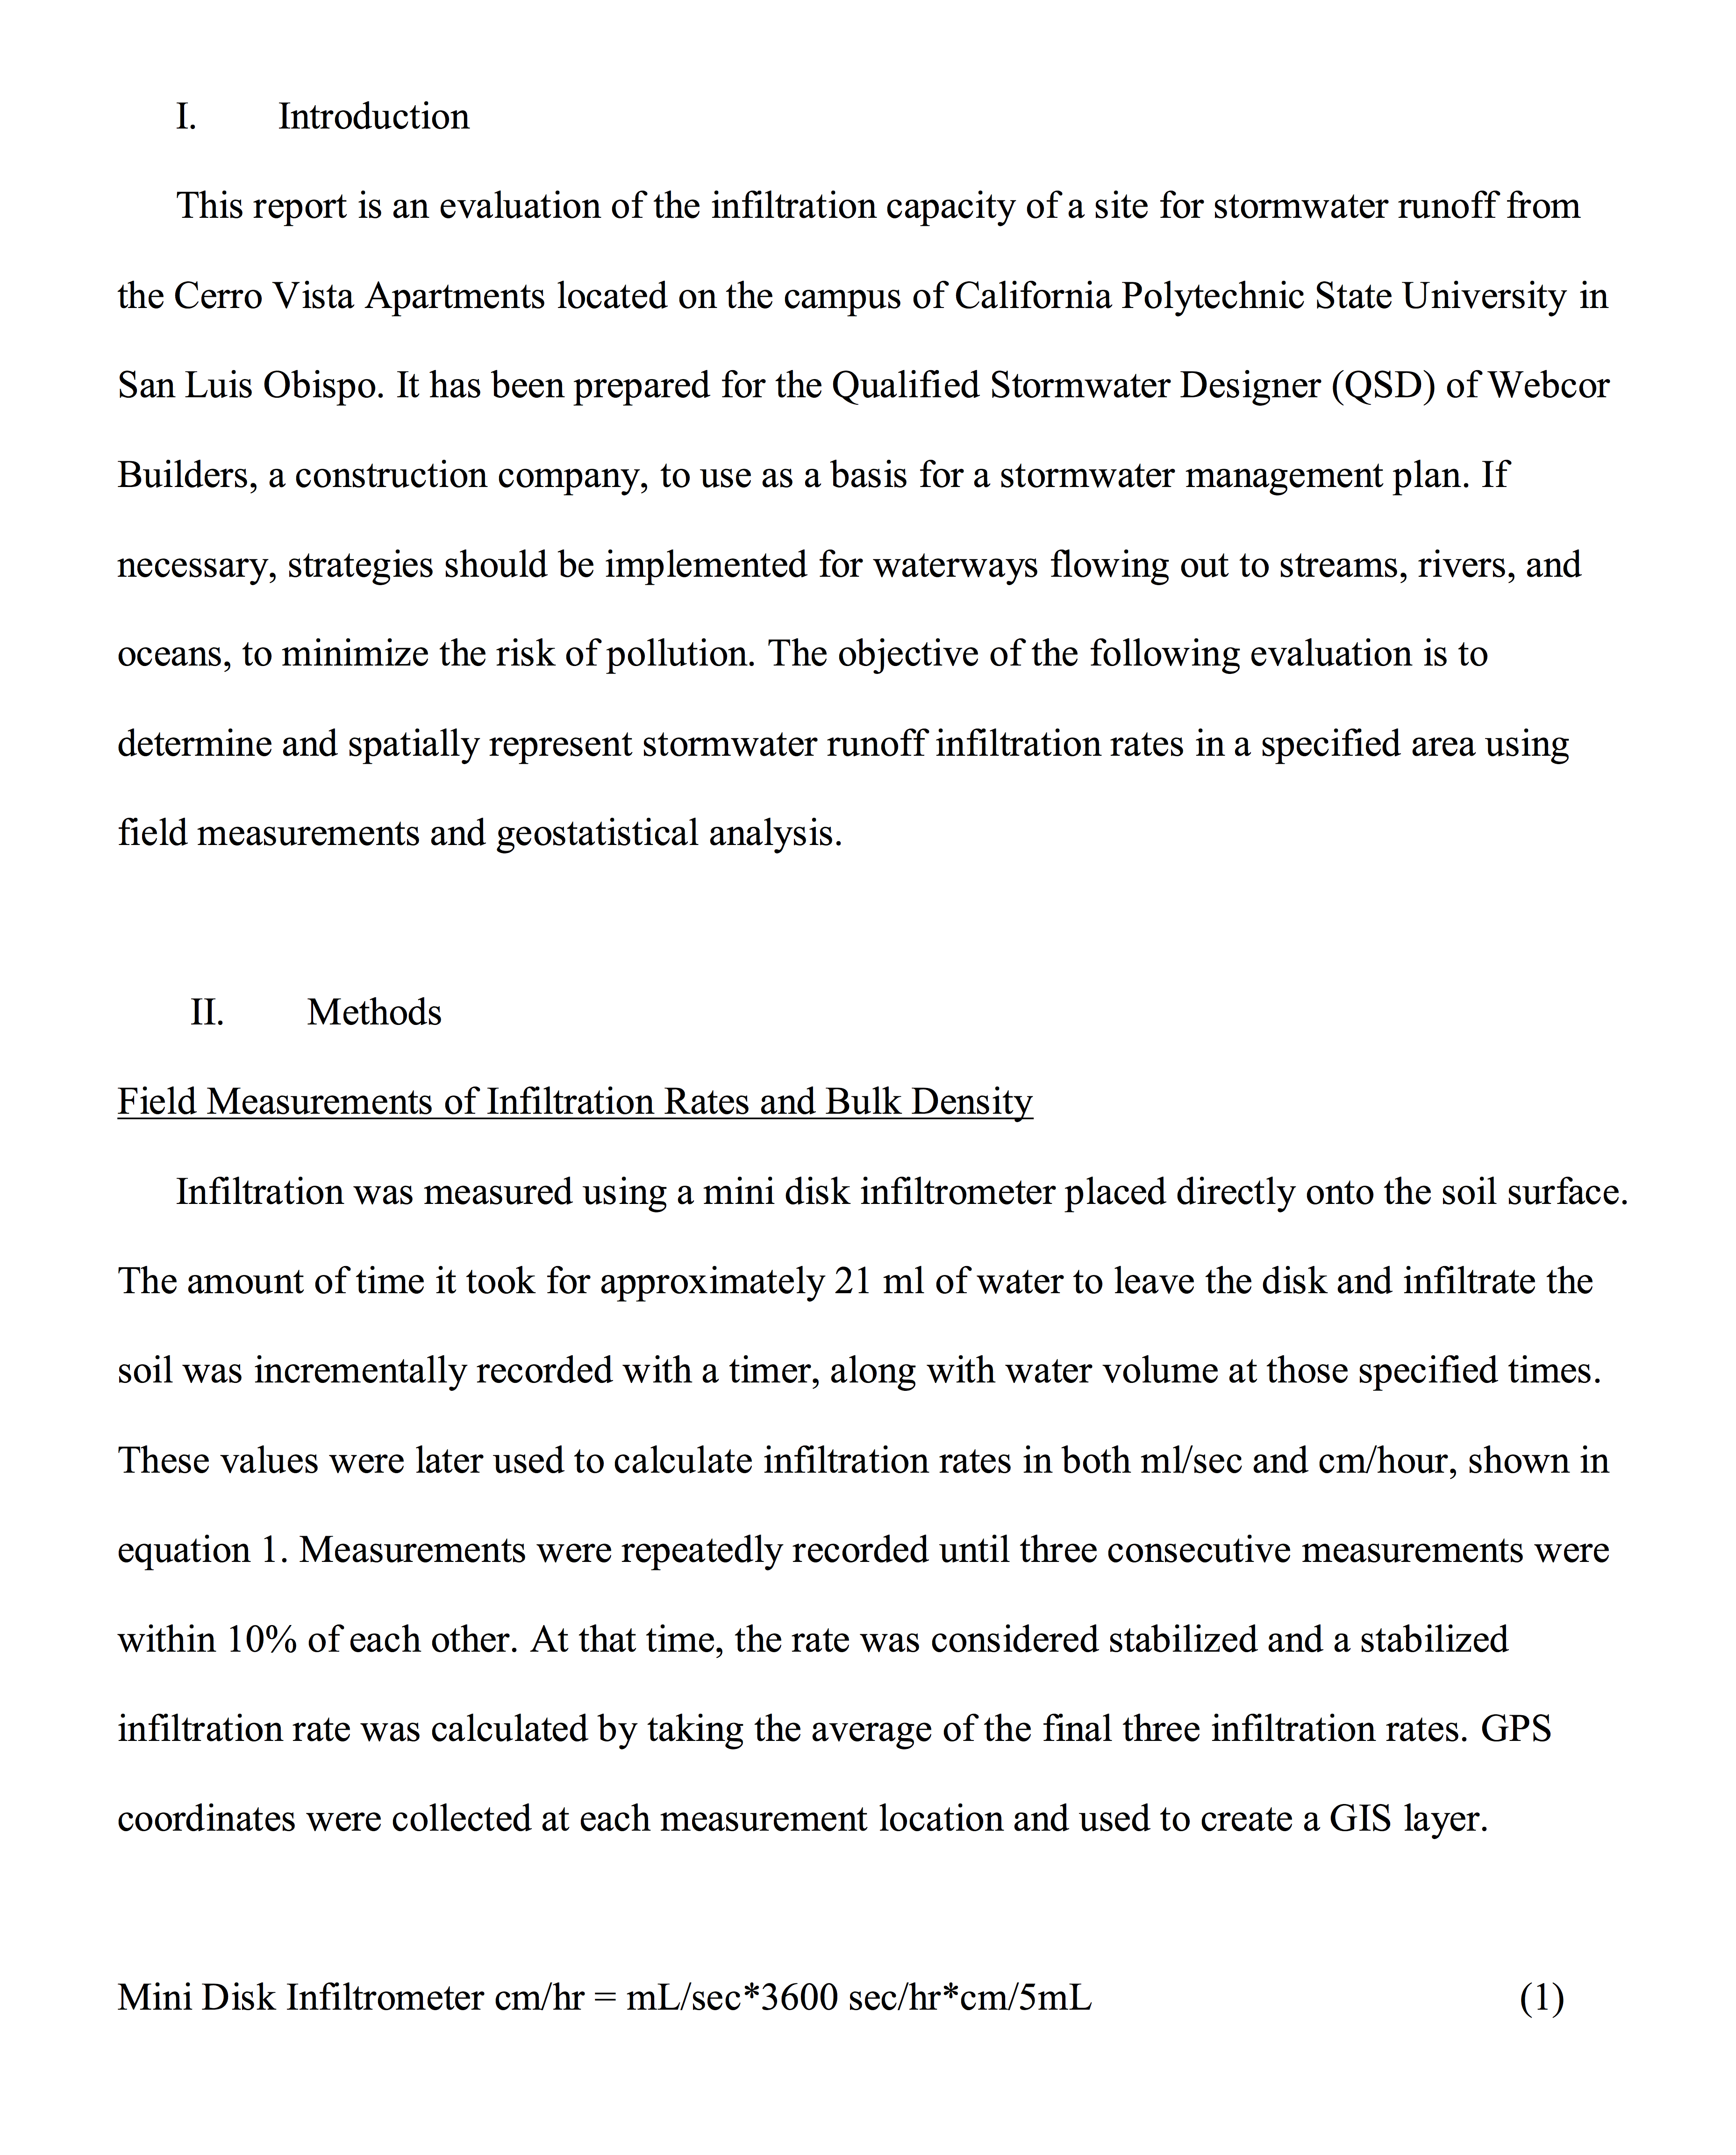 I. Introduction
This report is an evaluation of the infiltration capacity of a site for stormwater runoff from
the Cerro Vista Apartments located on the campus of California Polytechnic State University in
San Luis Obispo. It has been prepared for the Qualified Stormwater Designer (QSD) of Webcor
Builders, a construction company, to use as a basis for a stormwater management plan. If
necessary, strategies should be implemented for waterways flowing out to streams, rivers, and
oceans, to minimize the risk of pollution. The objective of the following evaluation is to
determine and spatially represent stormwater runoff infiltration rates in a specified area using
field measurements and geostatistical analysis.
II. Methods
Field Measurements of Infiltration Rates and Bulk Density
Infiltration was measured using a mini disk infiltrometer placed directly onto the soil surface.
The amount of time it took for approximately 21 ml of water to leave the disk and infiltrate the
soil was incrementally recorded with a timer, along with water volume at those specified times.
These values were later used to calculate infiltration rates in both ml/sec and cm/hour, shown in
equation 1. Measurements were repeatedly recorded until three consecutive measurements were
within 10% of each other. At that time, the rate was considered stabilized and a stabilized
infiltration rate was calculated by taking the average of the final three infiltration rates. GPS
coordinates were collected at each measurement location and used to create a GIS layer.
Mini Disk Infiltrometer cm/hr = mL/sec*3600 sec/hr*cm/5mL (1)